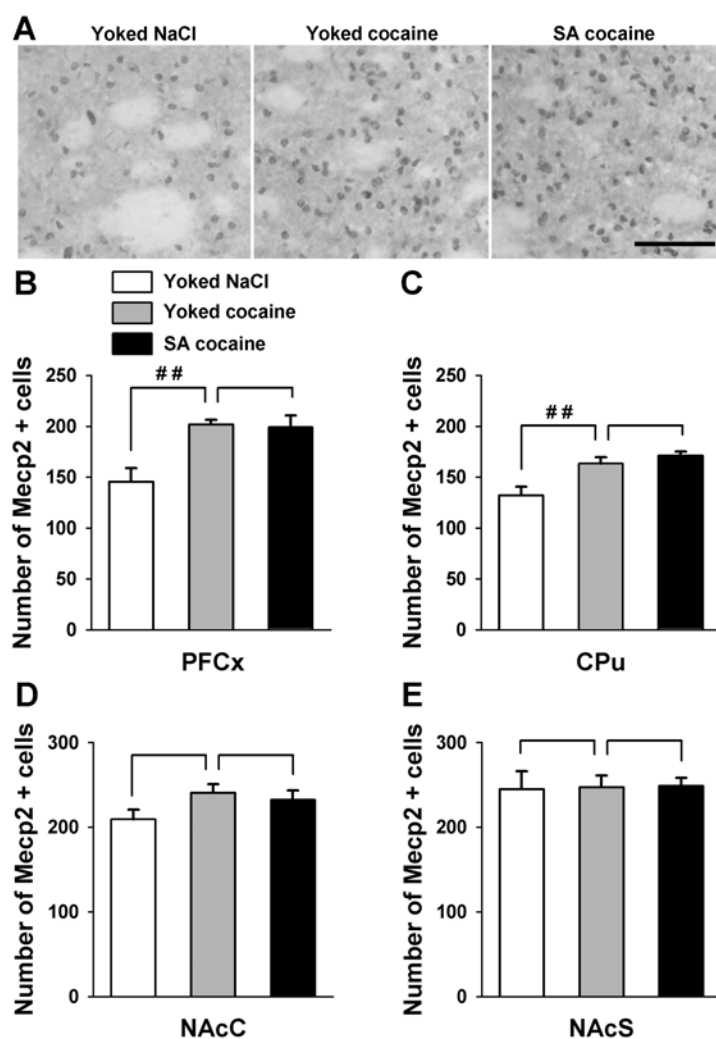 A
Yoked NaCl Yoked cocaine SA cocaine
B
Yoked NaCl
Yoked cocaine
SA cocaine
C
Number of Mecp2 + cells
250
200
150
100
50
0
# #
PFCx
Number of Mecp2 + cells
250
200
150
100
50
0
# #
CPu
D
Number of Mecp2 + cells
300
200
100
0
NAcC
E
Number of Mecp2 + cells
300
200
100
0
NAcS